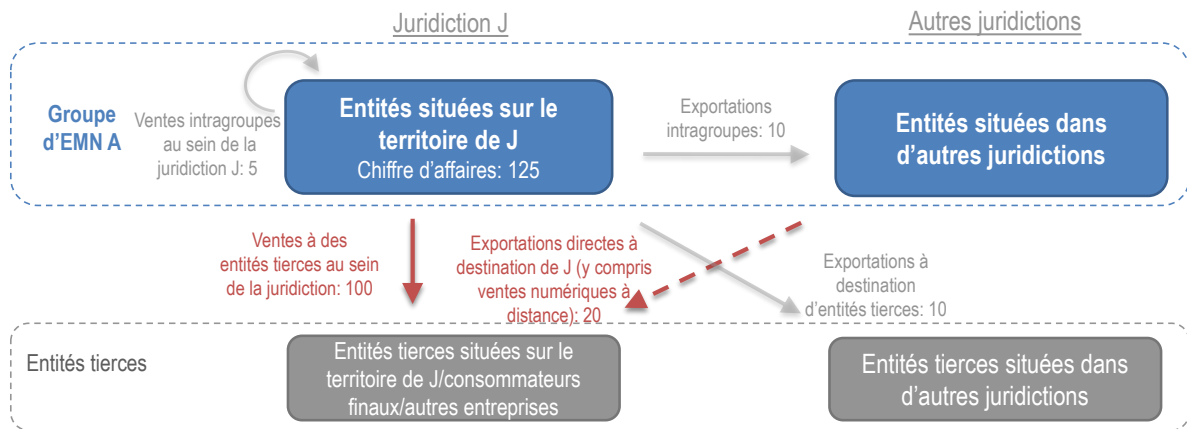 Juridiction J
Autres juridictions
Groupe
d’EMN A
Ventes intragroupes
au sein de la
juridiction J: 5
Entités situées sur le
territoire de J
Chiffre d’affaires: 125
Exportations
intragroupes: 10
Entités situées dans
d’autres juridictions
Ventes à des
entités tierces au sein
de la juridiction: 100
Exportations directes à
destination de J (y compris
ventes numériques à
distance): 20
Exportations à
destination
d’entités tierces: 10
Entités tierces
Entités tierces situées sur le
territoire de J/consommateurs
finaux/autres entreprises
Entités tierces situées dans
d’autres juridictions